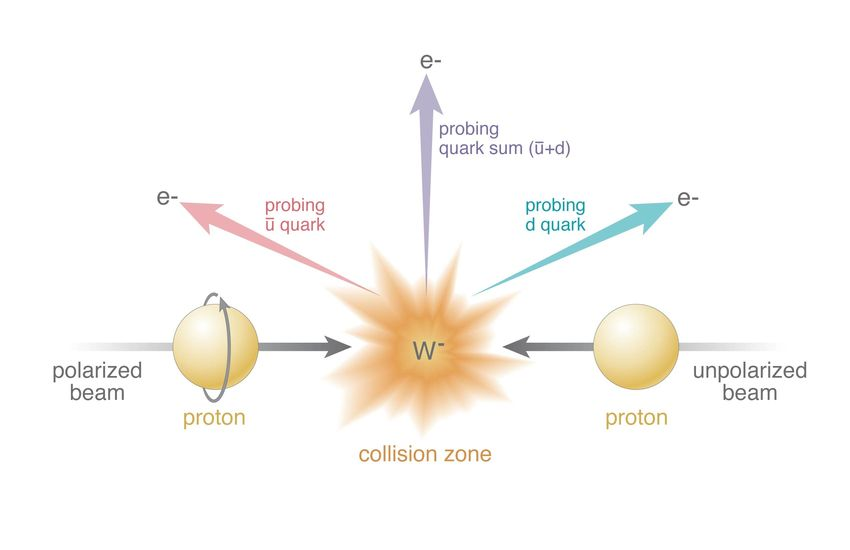 e-
probing
quark sum (ū+d)
e-
probing
ū quark
probing
d quark
e-
W-
polarized
beam
proton
unpolarized
beam
proton
collision zone